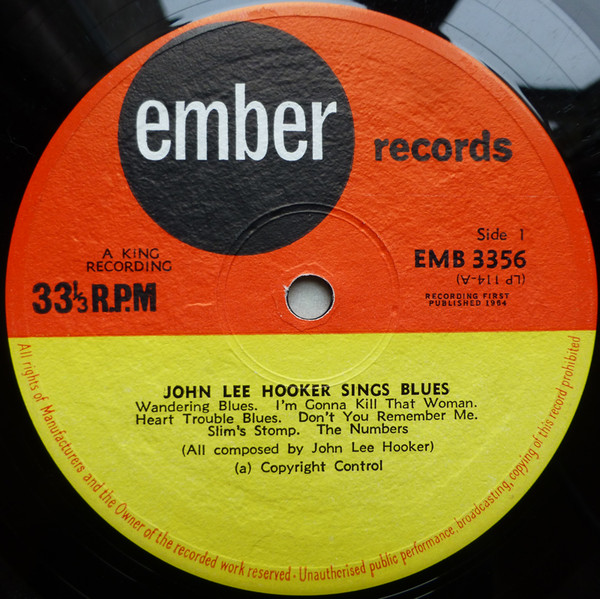 ember
records
Side 1
EMB 3356
(LP 114-A)
RECORDING FIRST
PUBLISHED 1964
A KING
RECORDING
33⅓ R.P.M
JOHN LEE HOOKER SINGS BLUES
Wandering Blues. I'm Gonna Kill That Woman.
Heart Trouble Blues. Don't You Remember Me.
Slim's Stomp. The Numbers
(All composed by John Lee Hooker)
(a) Copyright Control
All rights of Manufacturers and the Owner of the recorded work reserved · Unauthorised public performance, broadcasting, copying of this record prohibited